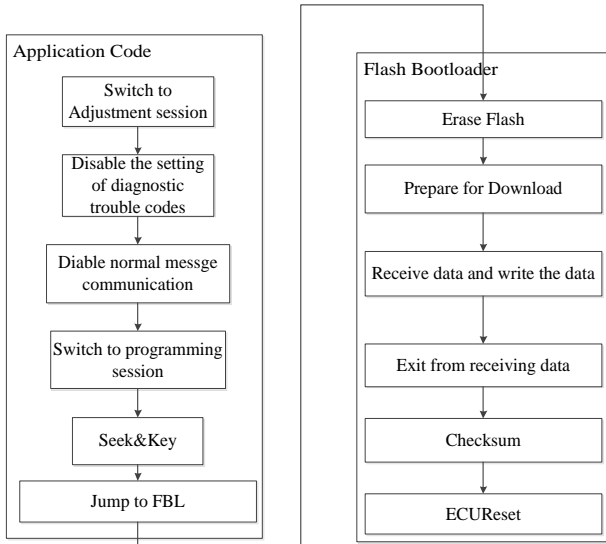 Application Code
Switch to
Adjustment session
Disable the setting
of diagnostic
trouble codes
Diable normal messge
communication
Switch to programming
session
Seek&Key
Jump to FBL
Flash Bootloader
Erase Flash
Prepare for Download
Receive data and write the data
Exit from receiving data
Checksum
ECUReset